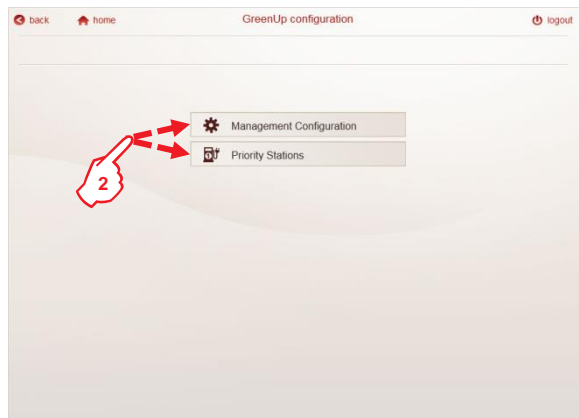 back home GreenUp configuration logout
Management Configuration
Priority Stations
2